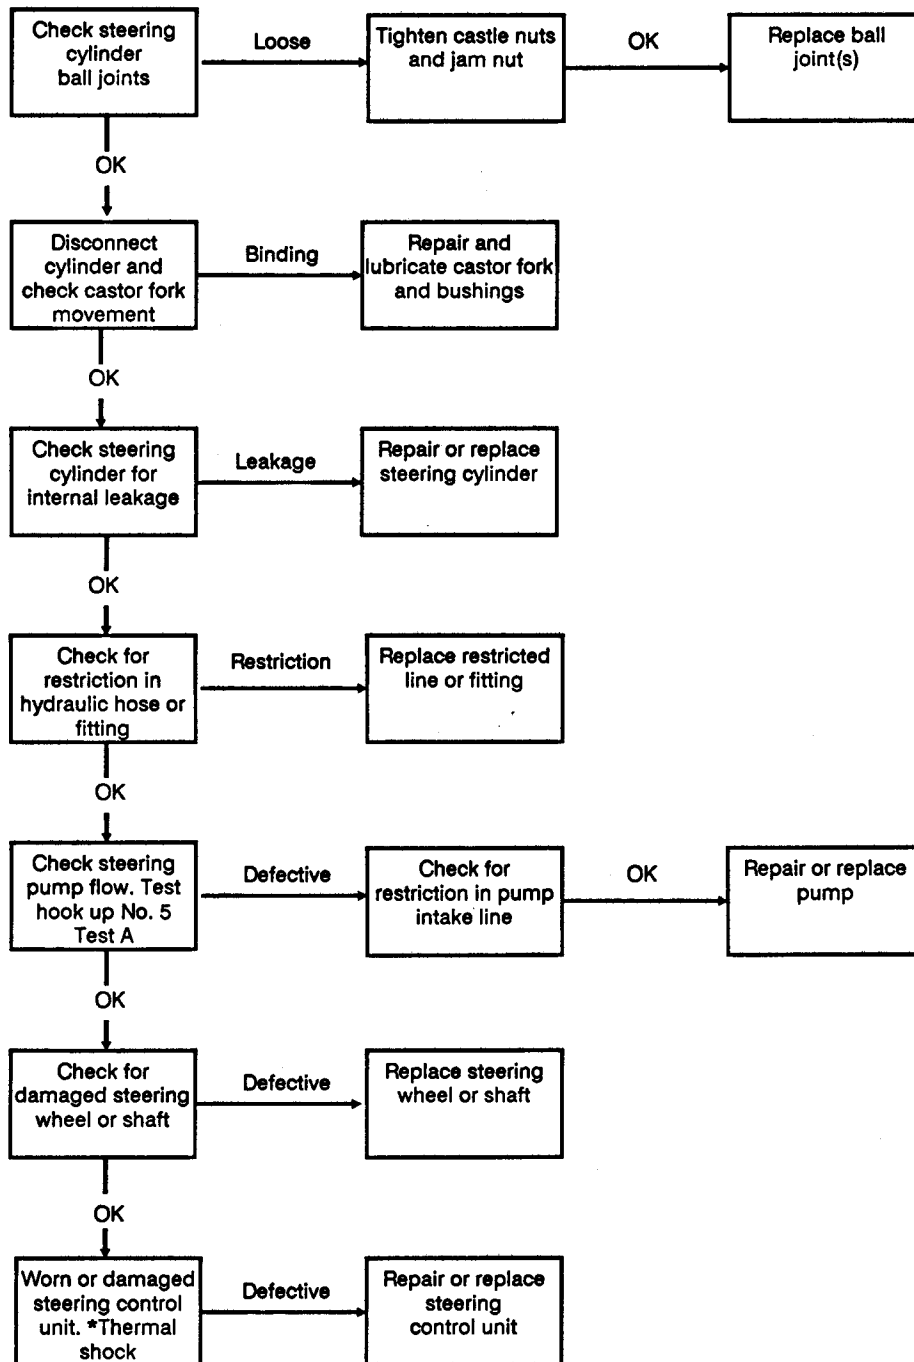 Check steering
cylinder
ball joints
Loose
Tighten castle nuts
and jam nut
OK
Replace ball
joint(s)
OK
Disconnect
cylinder and
check castor fork
movement
Binding
Repair and
lubricate castor fork
and bushings
OK
Check steering
cylinder for
internal leakage
Leakage
Repair or replace
steering cylinder
OK
Check for
restriction in
hydraulic hose or
fitting
Restriction
Replace restricted
line or fitting
OK
Check steering
pump flow. Test
hook up No. 5
Test A
Defective
Check for
restriction in pump
intake line
OK
Repair or replace
pump
OK
Check for
damaged steering
wheel or shaft
Defective
Replace steering
wheel or shaft
OK
Worn or damaged
steering control
unit. *Thermal
shock
Defective
Repair or replace
steering
control unit